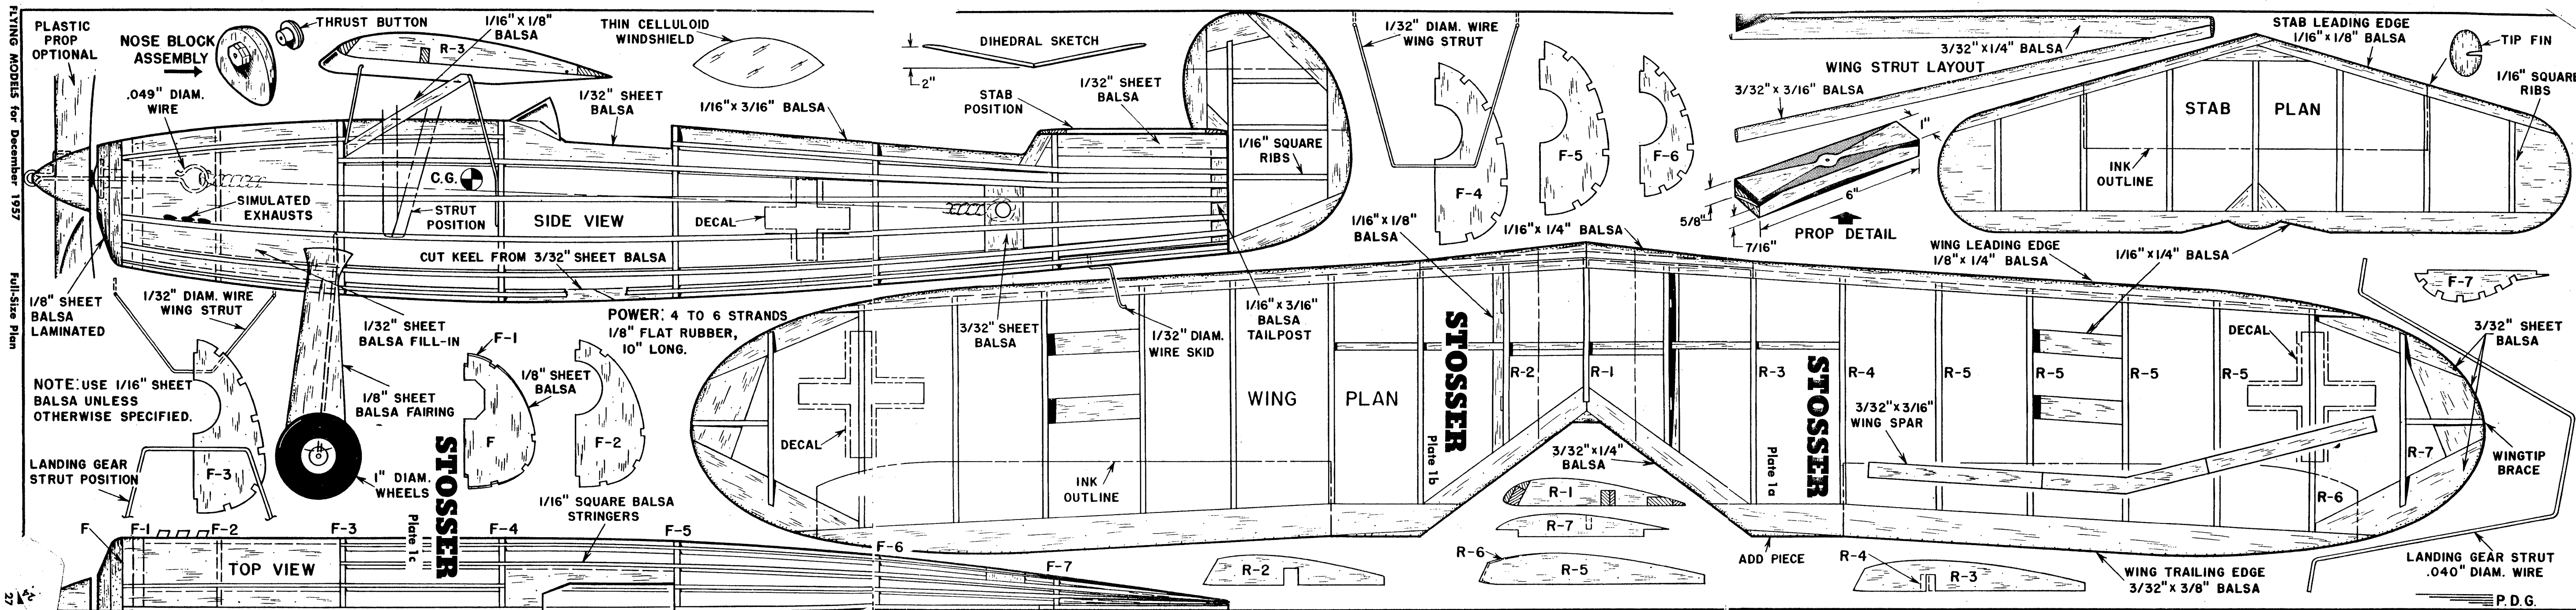 FLYING MODELS for December 1957
Full-Size Plan
27
PLASTIC
PROP
OPTIONAL
NOSE BLOCK
ASSEMBLY
THRUST BUTTON
.049" DIAM.
WIRE
1/16" X 1/8"
BALSA
R-3
THIN CELLULOID
WINDSHIELD
1/32" SHEET
BALSA
1/16" X 3/16" BALSA
DIHEDRAL SKETCH
2"
STAB
POSITION
1/32" SHEET
BALSA
1/16" SQUARE
RIBS
C.G.
SIMULATED
EXHAUSTS
STRUT
POSITION
SIDE VIEW
DECAL
CUT KEEL FROM 3/32" SHEET BALSA
1/32" DIAM. WIRE
WING STRUT
F-4
F-5
F-6
WING STRUT LAYOUT
3/32" X 1/4" BALSA
3/32" X 3/16" BALSA
1"
6"
5/8"
7/16"
PROP DETAIL
STAB LEADING EDGE
1/16" X 1/8" BALSA
TIP FIN
1/16" SQUARE
RIBS
STAB PLAN
INK
OUTLINE
1/8" SHEET
BALSA
LAMINATED
1/32" DIAM. WIRE
WING STRUT
1/32" SHEET
BALSA FILL-IN
POWER: 4 TO 6 STRANDS
1/8" FLAT RUBBER,
10" LONG.
NOTE: USE 1/16" SHEET
BALSA UNLESS
OTHERWISE SPECIFIED.
F-3
LANDING GEAR
STRUT POSITION
1/8" SHEET
BALSA FAIRING
1" DIAM.
WHEELS
F-1
1/8" SHEET
BALSA
F
F-2
STOSSER
Plate 1c
1/16" SQUARE BALSA
STRINGERS
F
F-1
F-2
F-3
F-4
F-5
F-6
F-7
TOP VIEW
3/32" SHEET
BALSA
1/32" DIAM.
WIRE SKID
1/16" X 3/16"
BALSA
TAILPOST
1/16" X 1/8"
BALSA
1/16" X 1/4" BALSA
WING LEADING EDGE
1/8" X 1/4" BALSA
1/16" X 1/4" BALSA
F-7
DECAL
WING PLAN
INK
OUTLINE
STOSSER
Plate 1b
R-2
R-1
R-3
R-4
R-5
R-5
R-5
R-5
STOSSER
Plate 1a
3/32" X 1/4"
BALSA
3/32" X 3/16"
WING SPAR
DECAL
3/32" SHEET
BALSA
R-7
WINGTIP
BRACE
R-6
R-1
R-7
R-2
R-6
R-5
ADD PIECE
R-4
R-3
WING TRAILING EDGE
3/32" X 3/8" BALSA
LANDING GEAR STRUT
.040" DIAM. WIRE
P.D.G.